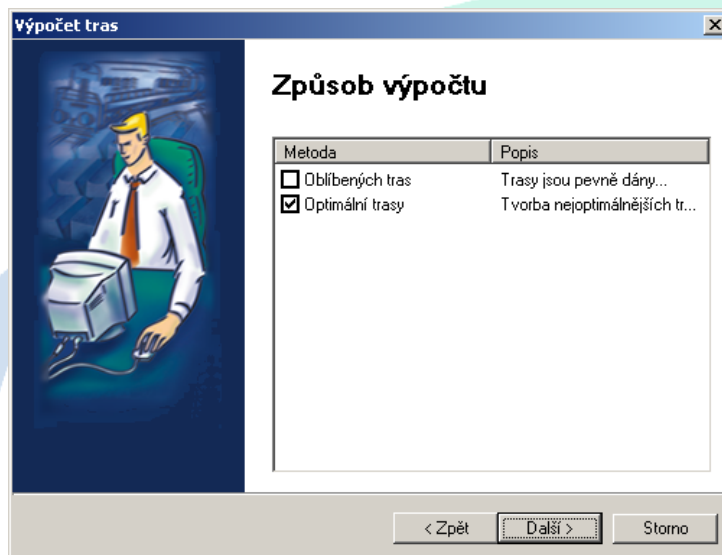 Výpočet tras
Způsob výpočtu
Metoda Popis
Oblíbených tras Trasy jsou pevně dány...
Optimální trasy Tvorba nejoptimálnějších tr...
< Zpět Další > Storno